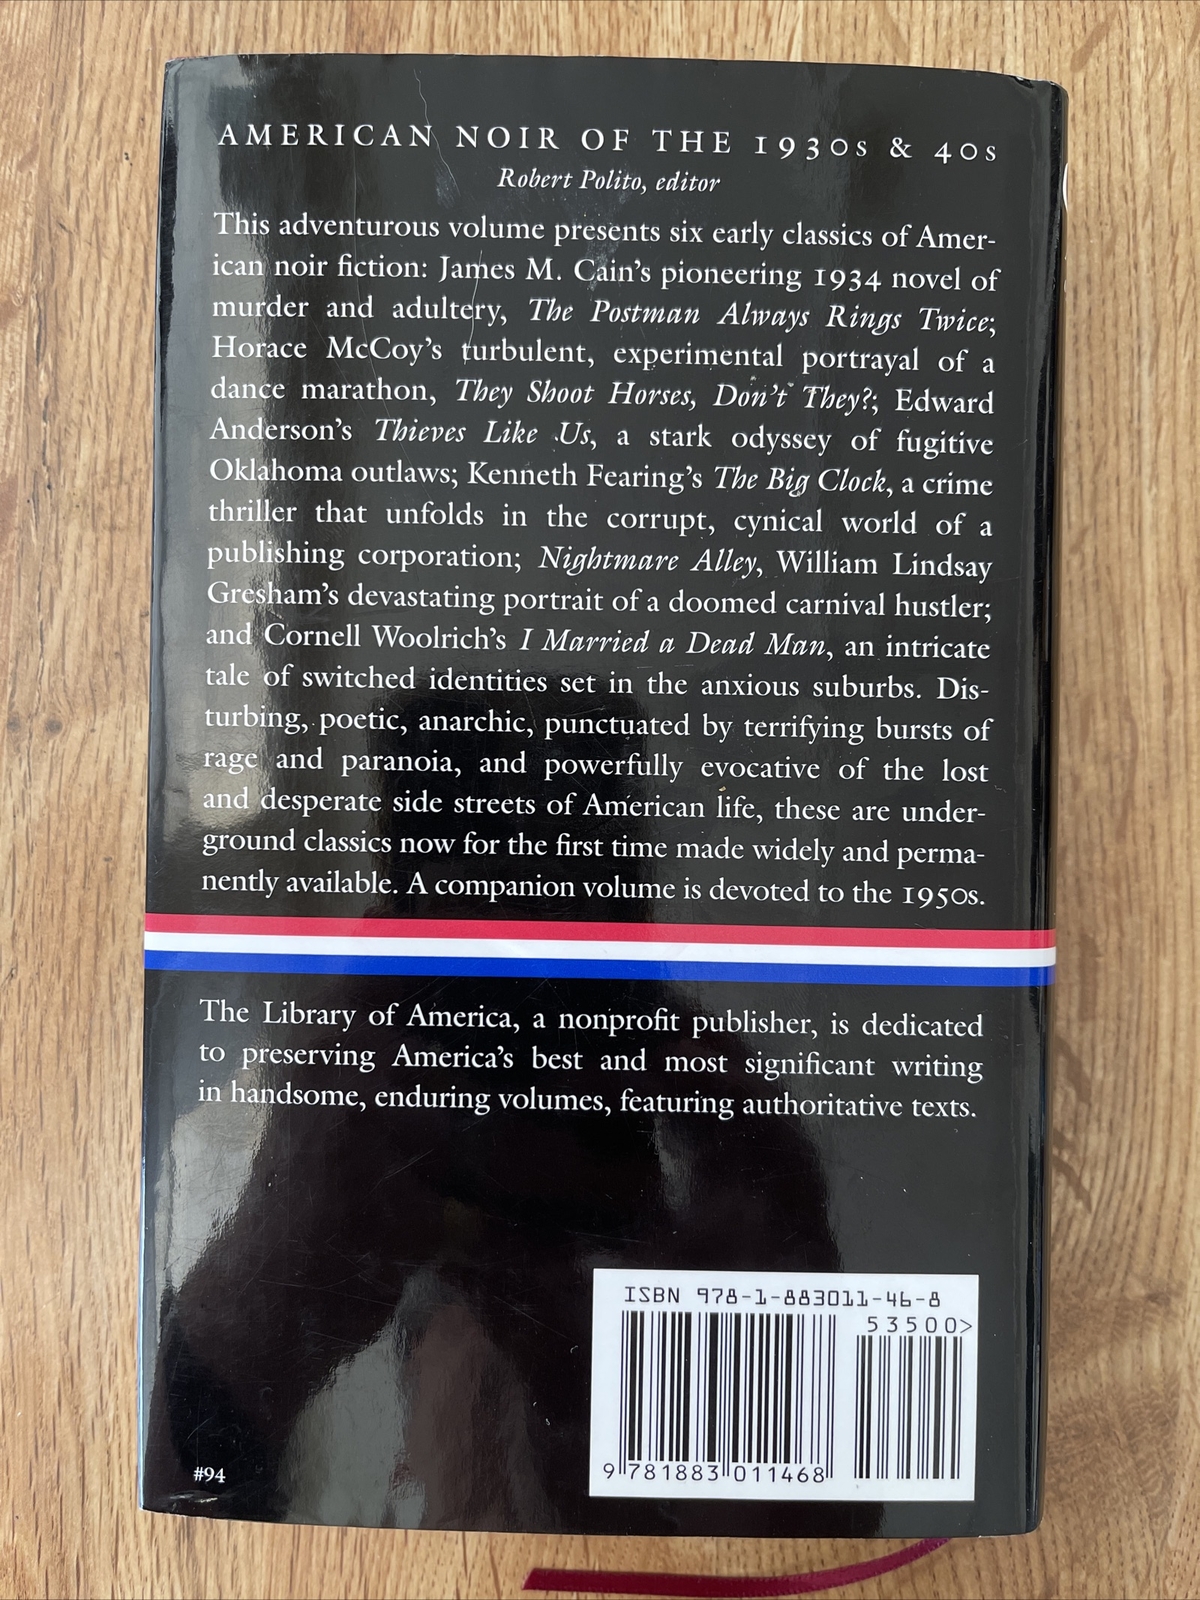 AMERICAN NOIR OF THE 1930s & 40s
Robert Polito, editor
This adventurous volume presents six early classics of Amer-
ican noir fiction: James M. Cain's pioneering 1934 novel of
murder and adultery, The Postman Always Rings Twice;
Horace McCoy's turbulent, experimental portrayal of a
dance marathon, They Shoot Horses, Don't They?; Edward
Anderson's Thieves Like Us, a stark odyssey of fugitive
Oklahoma outlaws; Kenneth Fearing's The Big Clock, a crime
thriller that unfolds in the corrupt, cynical world of a
publishing corporation; Nightmare Alley, William Lindsay
Gresham's devastating portrait of a doomed carnival hustler;
and Cornell Woolrich's I Married a Dead Man, an intricate
tale of switched identities set in the anxious suburbs. Dis-
turbing, poetic, anarchic, punctuated by terrifying bursts of
rage and paranoia, and powerfully evocative of the lost
and desperate side streets of American life, these are under-
ground classics now for the first time made widely and perma-
nently available. A companion volume is devoted to the 1950s.
The Library of America, a nonprofit publisher, is dedicated
to preserving America's best and most significant writing
in handsome, enduring volumes, featuring authoritative texts.
ISBN 978-1-883011-46-8
53500>
9 781883 011468
#94